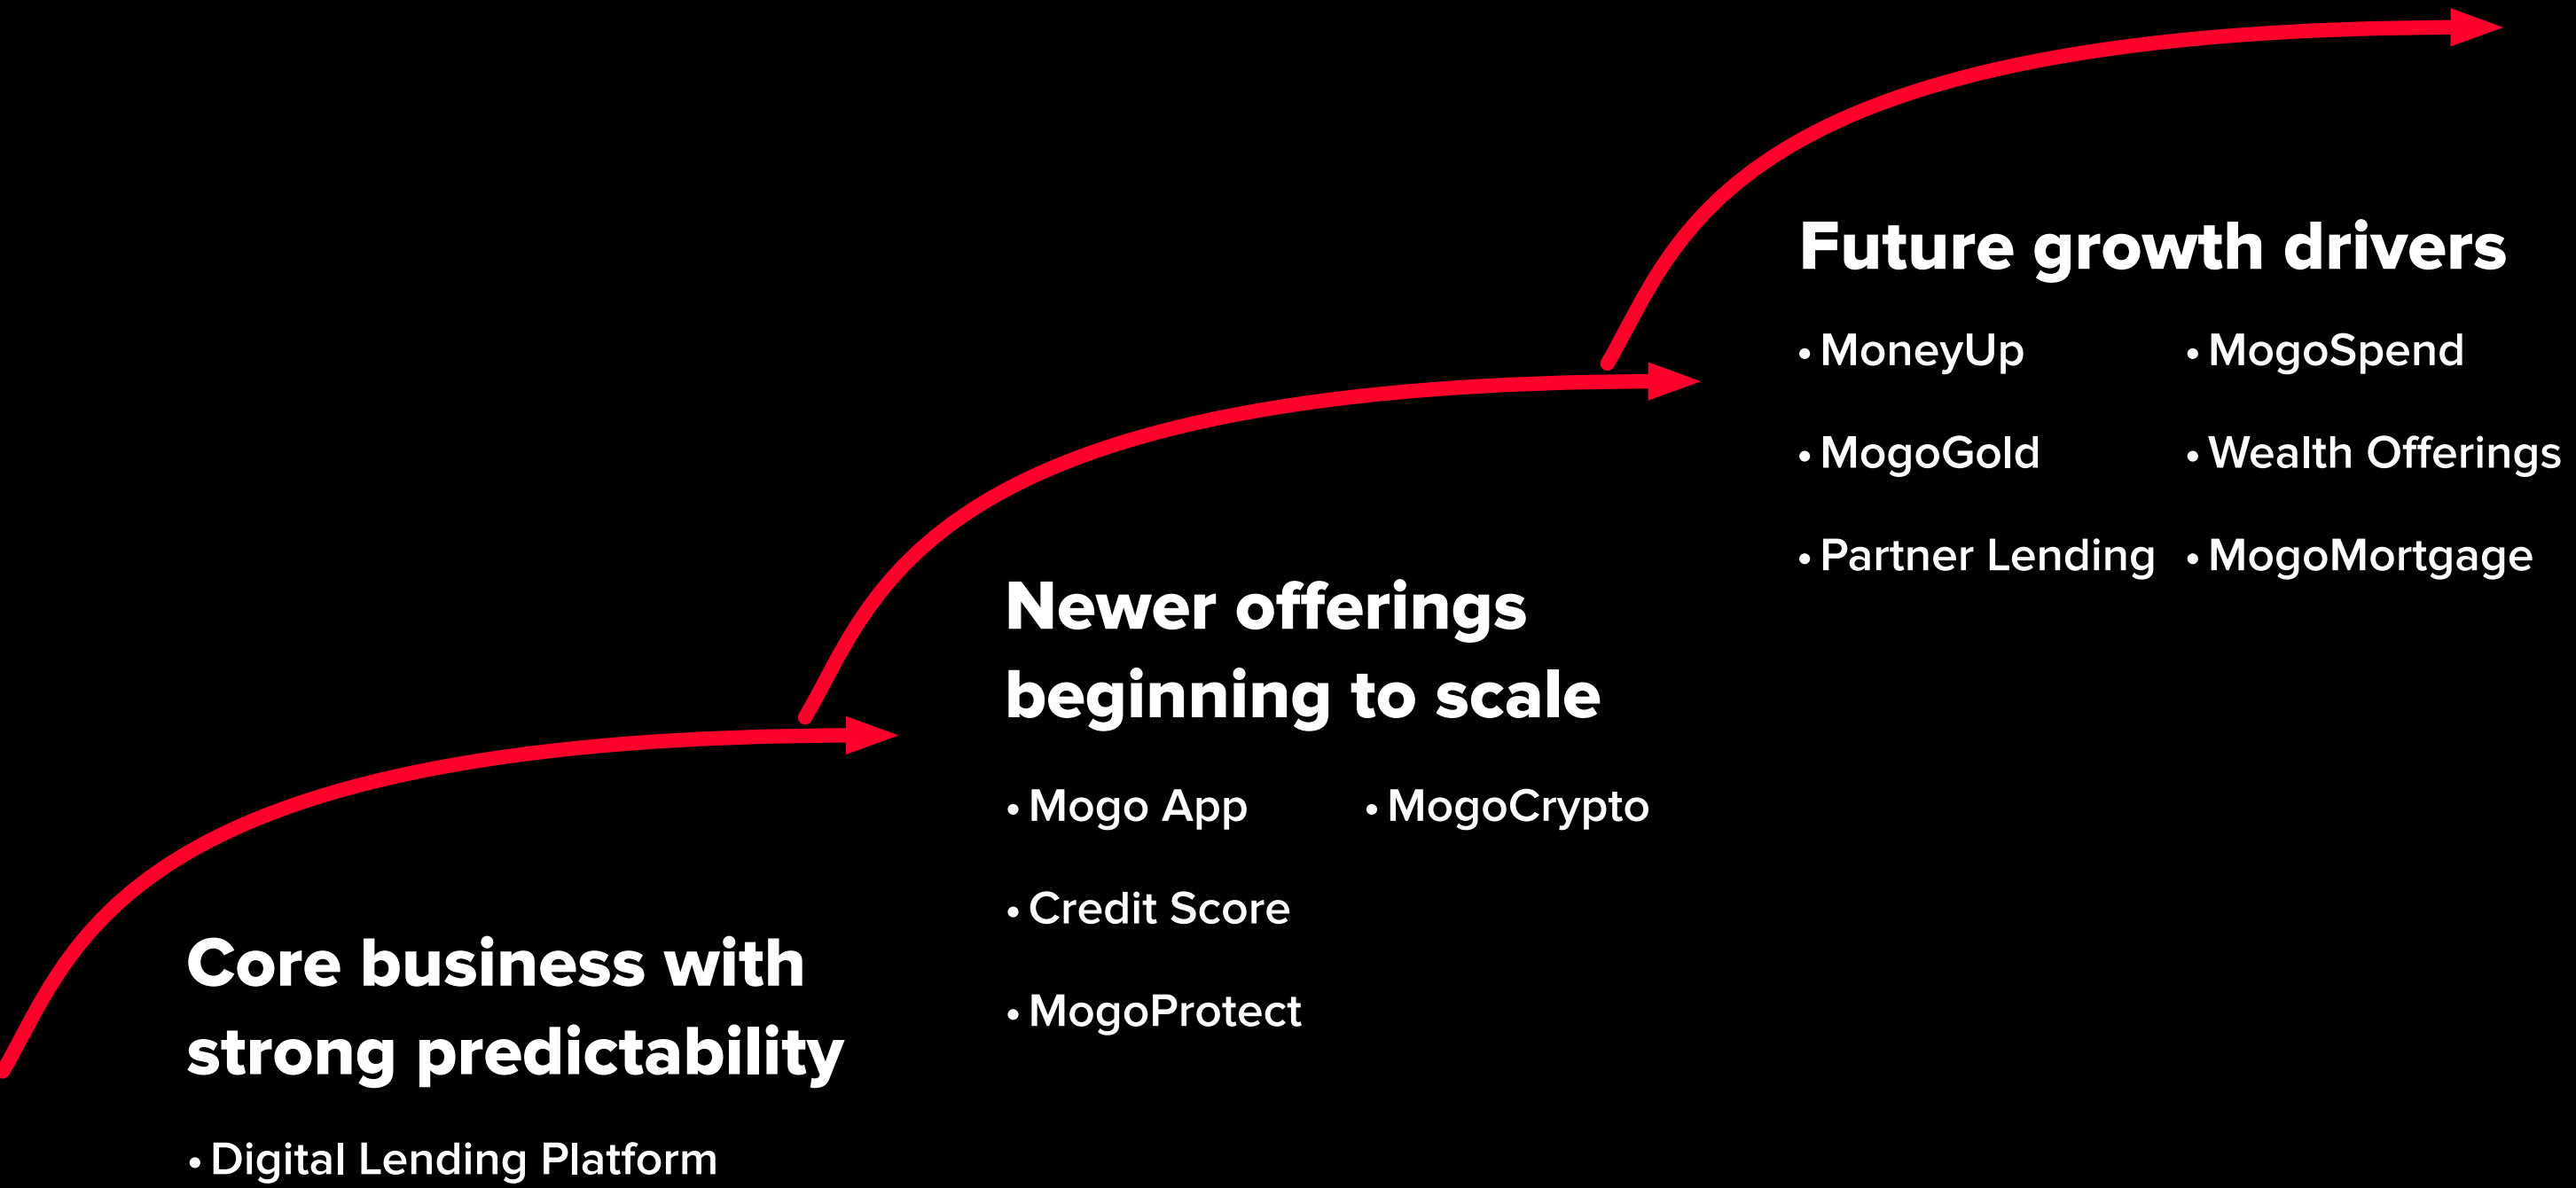 Future growth drivers
• MoneyUp
• MogoSpend
• MogoGold
• Wealth Offerings
• Partner Lending
• MogoMortgage
Newer offerings
beginning to scale
• Mogo App
• MogoCrypto
• Credit Score
• MogoProtect
Core business with
strong predictability
• Digital Lending Platform